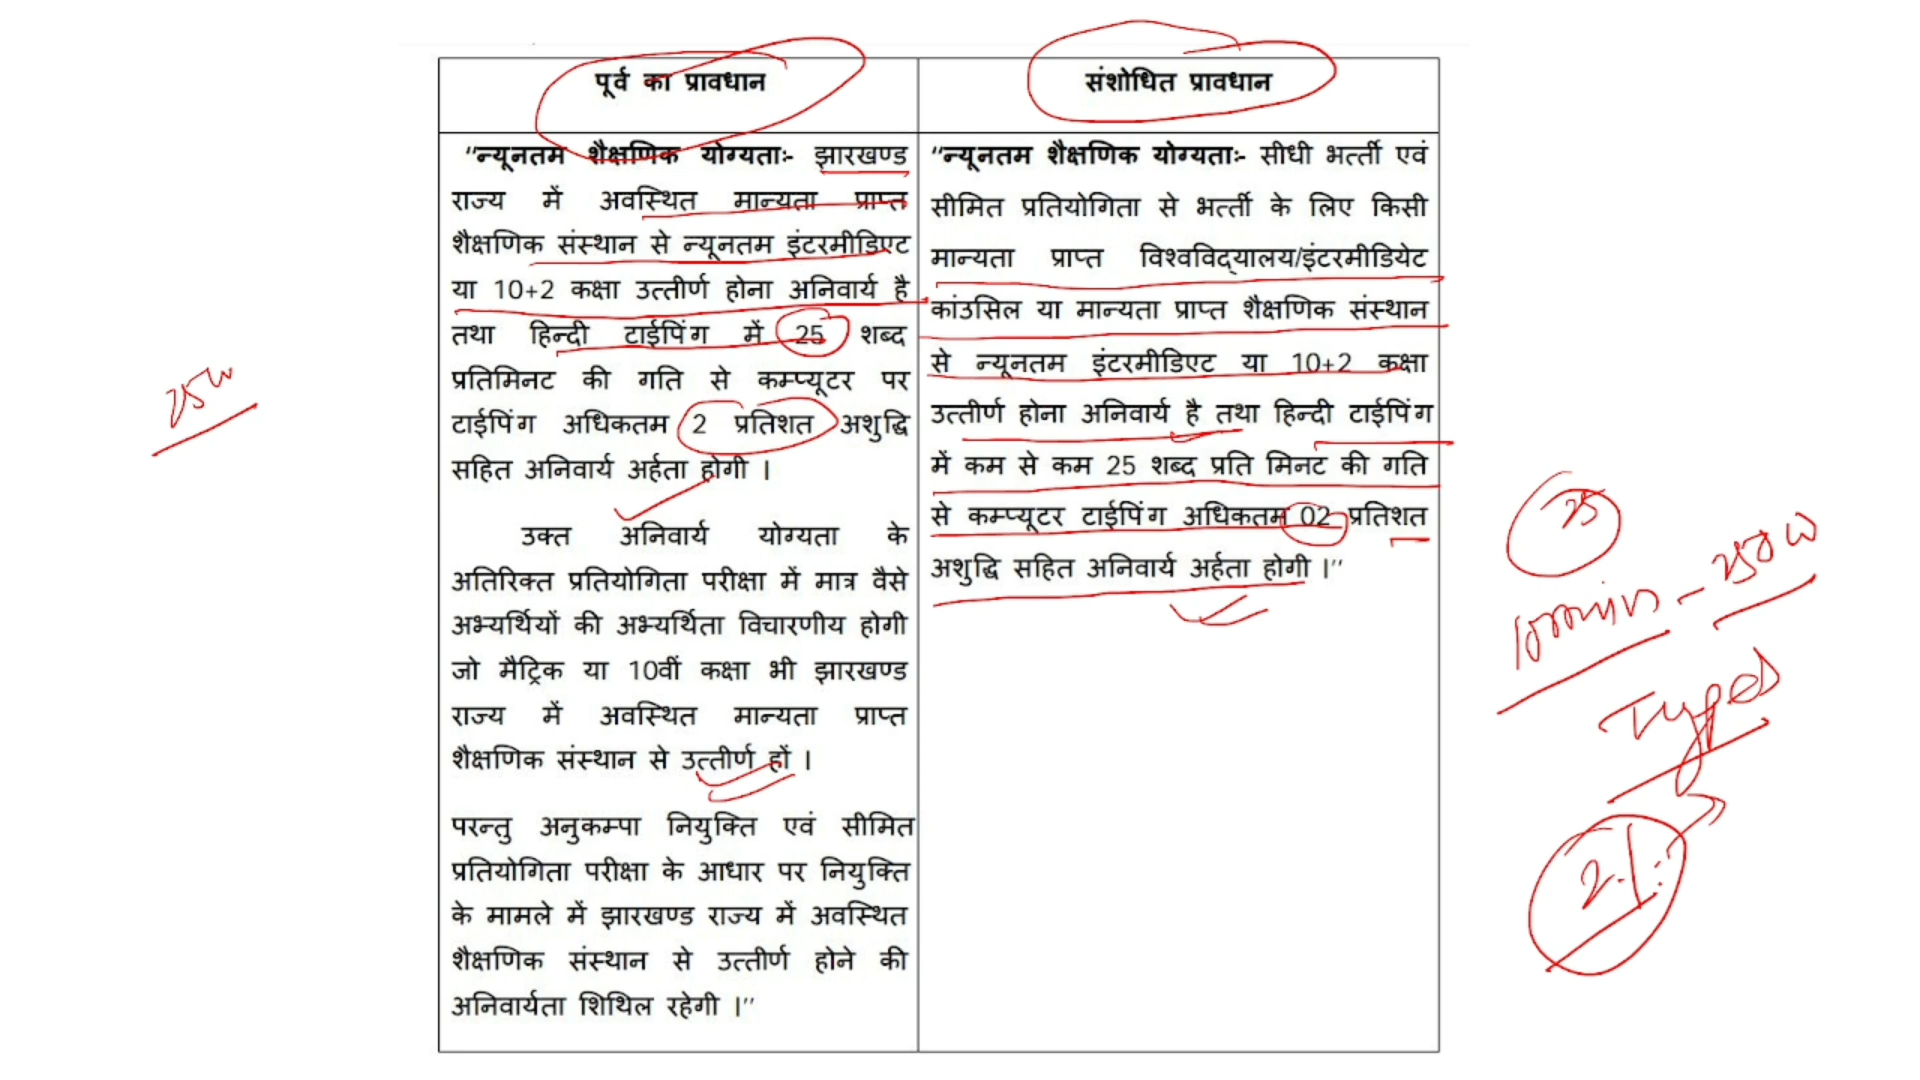 पूर्व का प्रावधान
संशोधित प्रावधान
“न्यूनतम शैक्षणिक योग्यताः- झारखण्ड
राज्य में अवस्थित मान्यता प्राप्त
शैक्षणिक संस्थान से न्यूनतम इंटरमीडिएट
या 10+2 कक्षा उत्तीर्ण होना अनिवार्य है
तथा हिन्दी टाईपिंग में 25 शब्द
प्रतिमिनट की गति से कम्प्यूटर पर
टाईपिंग अधिकतम 2 प्रतिशत अशुद्धि
सहित अनिवार्य अर्हता होगी ।
उक्त अनिवार्य योग्यता के
अतिरिक्त प्रतियोगिता परीक्षा में मात्र वैसे
अभ्यर्थियों की अभ्यर्थिता विचारणीय होगी
जो मैट्रिक या 10वीं कक्षा भी झारखण्ड
राज्य में अवस्थित मान्यता प्राप्त
शैक्षणिक संस्थान से उत्तीर्ण हों ।
परन्तु अनुकम्पा नियुक्ति एवं सीमित
प्रतियोगिता परीक्षा के आधार पर नियुक्ति
के मामले में झारखण्ड राज्य में अवस्थित
शैक्षणिक संस्थान से उत्तीर्ण होने की
अनिवार्यता शिथिल रहेगी ।”
“न्यूनतम शैक्षणिक योग्यताः- सीधी भर्त्ती एवं
सीमित प्रतियोगिता से भर्त्ती के लिए किसी
मान्यता प्राप्त विश्वविद्यालय/इंटरमीडियेट
कांउसिल या मान्यता प्राप्त शैक्षणिक संस्थान
से न्यूनतम इंटरमीडिएट या 10+2 कक्षा
उत्तीर्ण होना अनिवार्य है तथा हिन्दी टाईपिंग
में कम से कम 25 शब्द प्रति मिनट की गति
से कम्प्यूटर टाईपिंग अधिकतम 02 प्रतिशत
अशुद्धि सहित अनिवार्य अर्हता होगी ।”
25 w
25
10 min - 250 w
Typed
2%